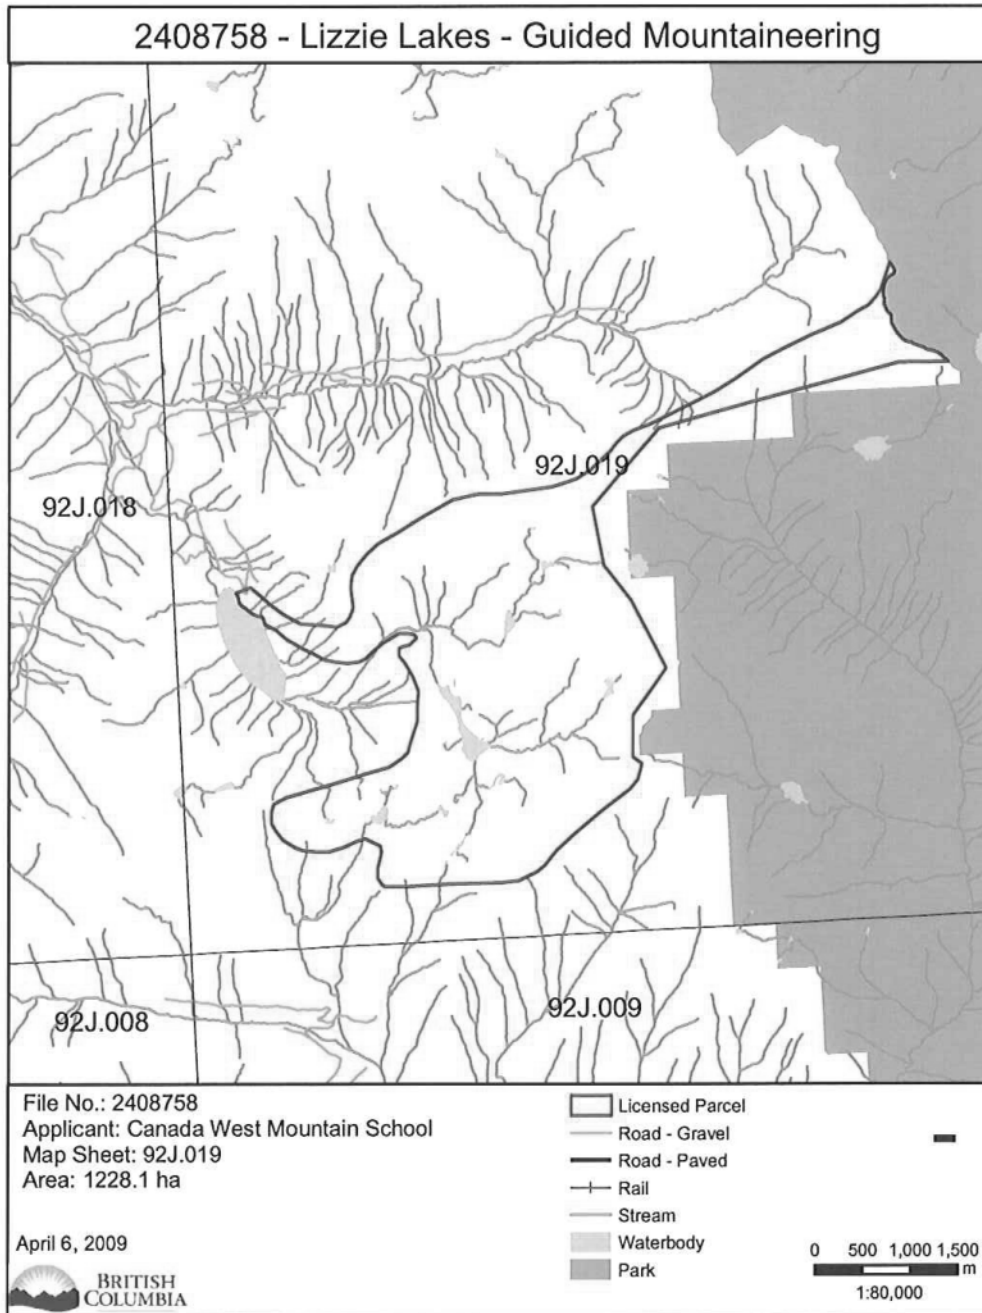 2408758 - Lizzie Lakes - Guided Mountaineering
92J.019
92J.018
92J.008
92J.009
File No.: 2408758
Applicant: Canada West Mountain School
Map Sheet: 92J.019
Area: 1228.1 ha
April 6, 2009
BRITISH
COLUMBIA
Licensed Parcel
Road - Gravel
Road - Paved
Rail
Stream
Waterbody
Park
0 500 1,000 1,500
m
1:80,000